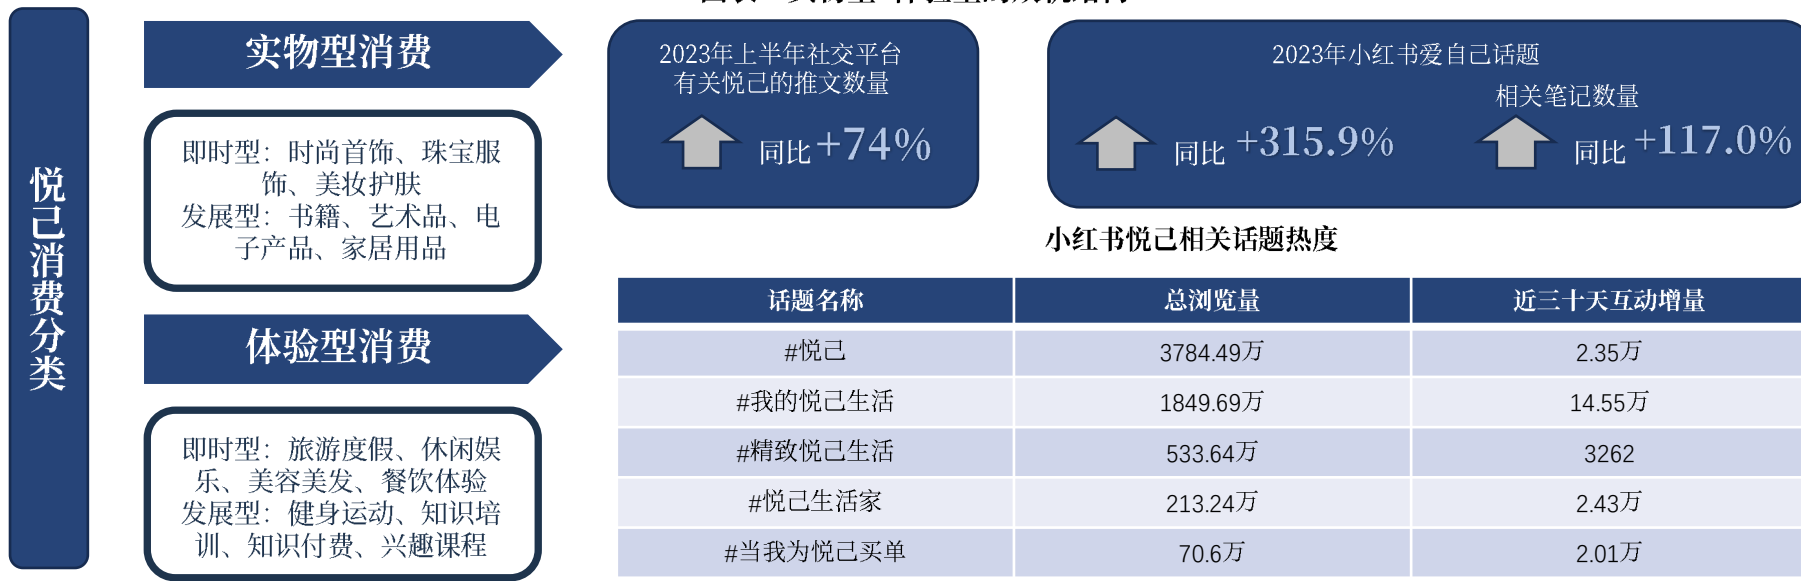 悦己消费分类
实物型消费
即时型：时尚首饰、珠宝服
饰、美妆护肤
发展型：书籍、艺术品、电
子产品、家居用品
体验型消费
即时型：旅游度假、休闲娱
乐、美容美发、餐饮体验
发展型：健身运动、知识培
训、知识付费、兴趣课程
2023年上半年社交平台
有关悦己的推文数量
同比+74%
2023年小红书爱自己话题
相关笔记数量
同比 +315.9% 同比 +117.0%
小红书悦己相关话题热度
话题名称 总浏览量 近三十天互动增量
#悦己 3784.49万 2.35万
#我的悦己生活 1849.69万 14.55万
#精致悦己生活 533.64万 3262
#悦己生活家 213.24万 2.43万
#当我为悦己买单 70.6万 2.01万